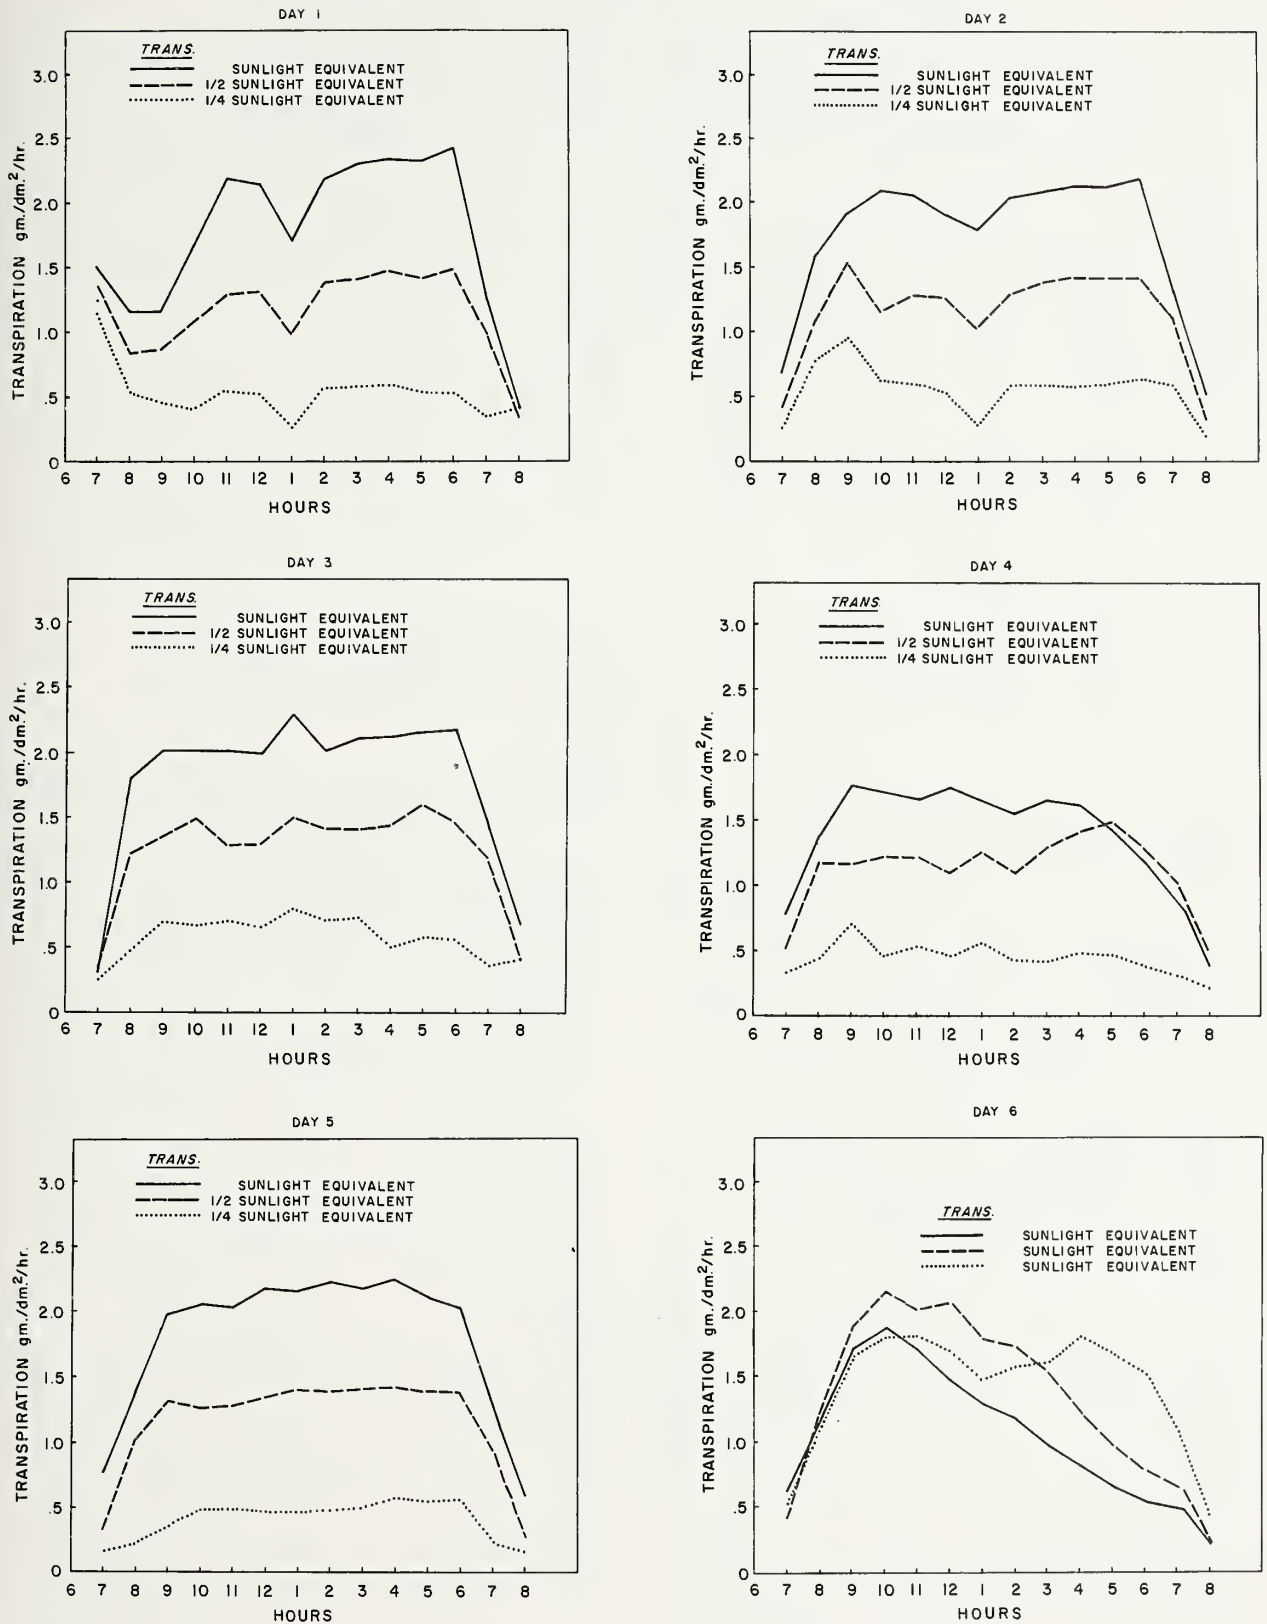 DAY 1
TRANS.
SUNLIGHT EQUIVALENT
1/2 SUNLIGHT EQUIVALENT
1/4 SUNLIGHT EQUIVALENT
TRANSPIRATION gm./dm.²/hr.
3.0
2.5
2.0
1.5
1.0
.5
0
6 7 8 9 10 11 12 1 2 3 4 5 6 7 8
HOURS
DAY 2
TRANS.
SUNLIGHT EQUIVALENT
1/2 SUNLIGHT EQUIVALENT
1/4 SUNLIGHT EQUIVALENT
TRANSPIRATION gm./dm.²/hr.
3.0
2.5
2.0
1.5
1.0
.5
0
6 7 8 9 10 11 12 1 2 3 4 5 6 7 8
HOURS
DAY 3
TRANS.
SUNLIGHT EQUIVALENT
1/2 SUNLIGHT EQUIVALENT
1/4 SUNLIGHT EQUIVALENT
TRANSPIRATION gm./dm.²/hr.
3.0
2.5
2.0
1.5
1.0
.5
0
6 7 8 9 10 11 12 1 2 3 4 5 6 7 8
HOURS
DAY 4
TRANS.
SUNLIGHT EQUIVALENT
1/2 SUNLIGHT EQUIVALENT
1/4 SUNLIGHT EQUIVALENT
TRANSPIRATION gm./dm.²/hr.
3.0
2.5
2.0
1.5
1.0
.5
0
6 7 8 9 10 11 12 1 2 3 4 5 6 7 8
HOURS
DAY 5
TRANS.
SUNLIGHT EQUIVALENT
1/2 SUNLIGHT EQUIVALENT
1/4 SUNLIGHT EQUIVALENT
TRANSPIRATION gm./dm.²/hr.
3.0
2.5
2.0
1.5
1.0
.5
0
6 7 8 9 10 11 12 1 2 3 4 5 6 7 8
HOURS
DAY 6
TRANS.
SUNLIGHT EQUIVALENT
SUNLIGHT EQUIVALENT
SUNLIGHT EQUIVALENT
TRANSPIRATION gm./dm.²/hr.
3.0
2.5
2.0
1.5
1.0
.5
0
6 7 8 9 10 11 12 1 2 3 4 5 6 7 8
HOURS